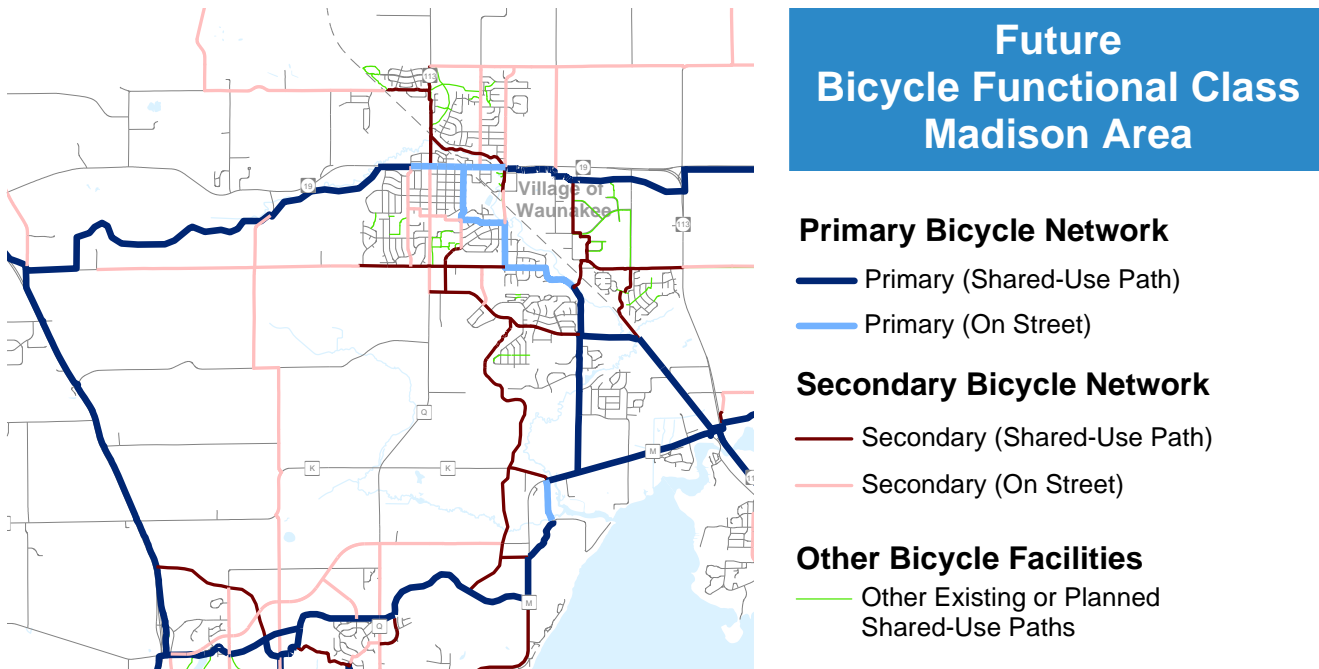 Future
Bicycle Functional Class
Madison Area
Primary Bicycle Network
Primary (Shared-Use Path)
Primary (On Street)
Secondary Bicycle Network
Secondary (Shared-Use Path)
Secondary (On Street)
Other Bicycle Facilities
Other Existing or Planned
Shared-Use Paths
113
19
19
Village of
Waunakee
113
Q
K
K
M
M
Q